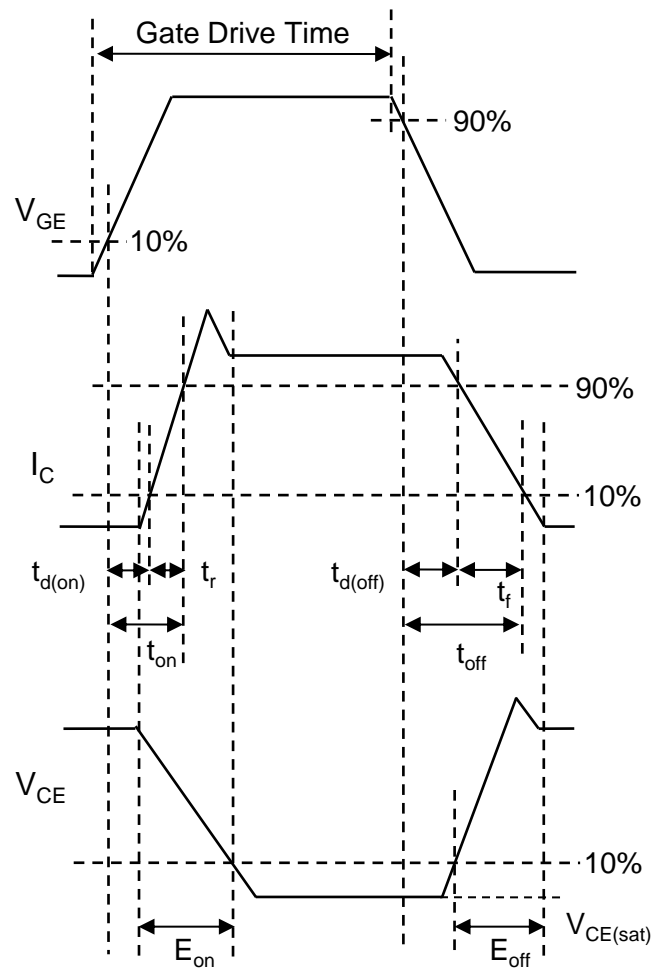 Gate Drive Time
90%
V_GE
10%
90%
I_C
10%
t_d(on)
t_r
t_d(off)
t_f
t_on
t_off
V_CE
10%
V_CE(sat)
E_on
E_off